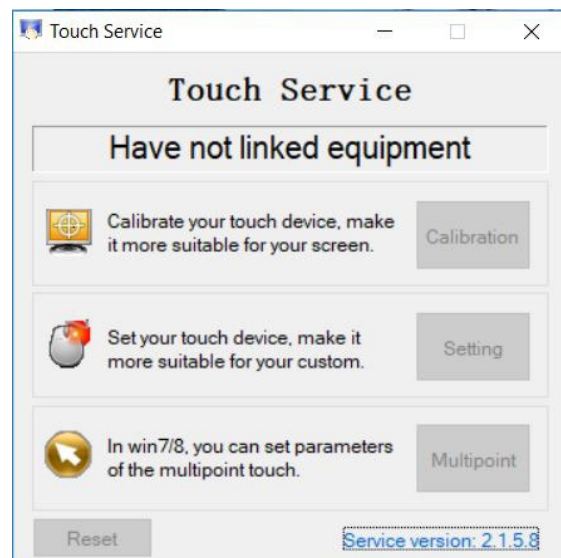 Touch Service
Touch Service
Have not linked equipment
Calibrate your touch device, make
it more suitable for your screen.
Calibration
Set your touch device, make it
more suitable for your custom.
Setting
In win7/8, you can set parameters
of the multipoint touch.
Multipoint
Reset
Service version: 2.1.5.8